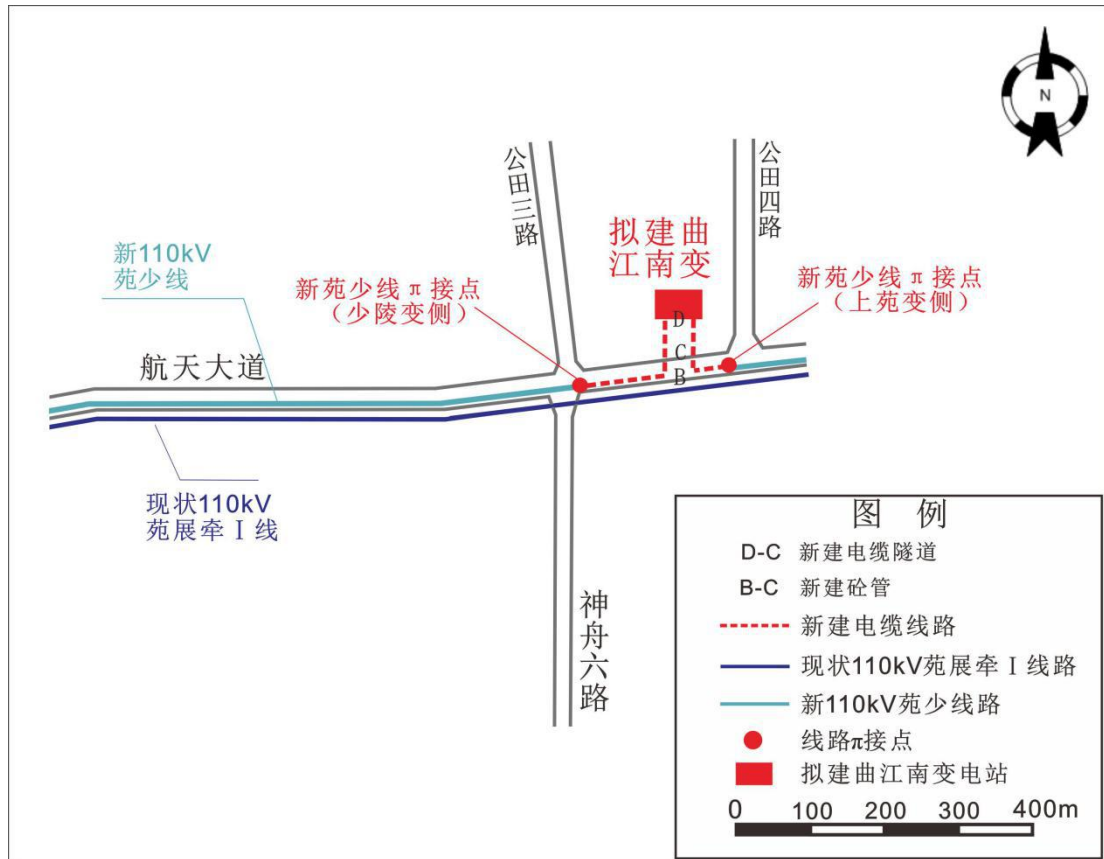 N
公田三路
公田四路
拟建曲
江南变
新110kV
苑少线
新苑少线π接点
（少陵变侧）
新苑少线π接点
（上苑变侧）
D
C
B
航天大道
现状110kV
苑展牵Ⅰ线
神舟六路
图 例
D-C 新建电缆隧道
B-C 新建砼管
新建电缆线路
现状110kV苑展牵Ⅰ线路
新110kV苑少线路
线路π接点
拟建曲江南变电站
0 100 200 300 400m